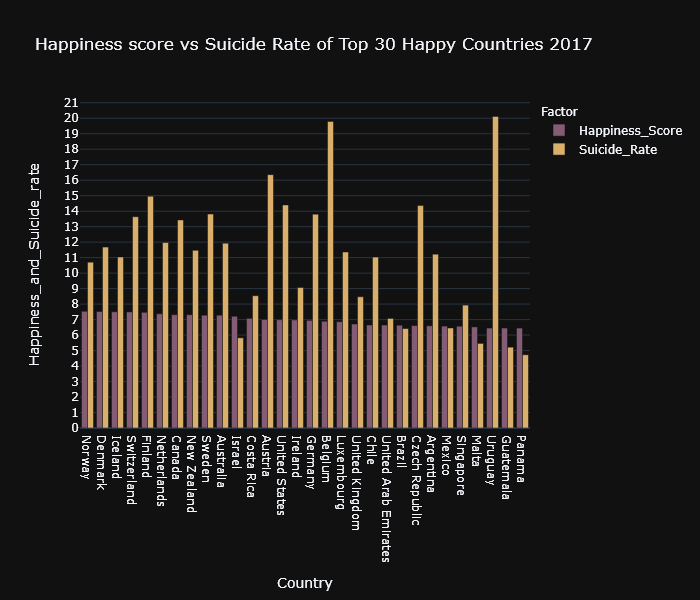 Happiness score vs Suicide Rate of Top 30 Happy Countries 2017
Factor
Happiness_Score
Suicide_Rate
Happiness_and_Suicide_rate
21
20
19
18
17
16
15
14
13
12
11
10
9
8
7
6
5
4
3
2
1
0
Norway
Denmark
Iceland
Switzerland
Finland
Netherlands
Canada
New Zealand
Sweden
Australia
Israel
Costa Rica
Austria
United States
Ireland
Germany
Belgium
Luxembourg
United Kingdom
Chile
United Arab Emirates
Brazil
Czech Republic
Argentina
Mexico
Singapore
Malta
Uruguay
Guatemala
Panama
Country